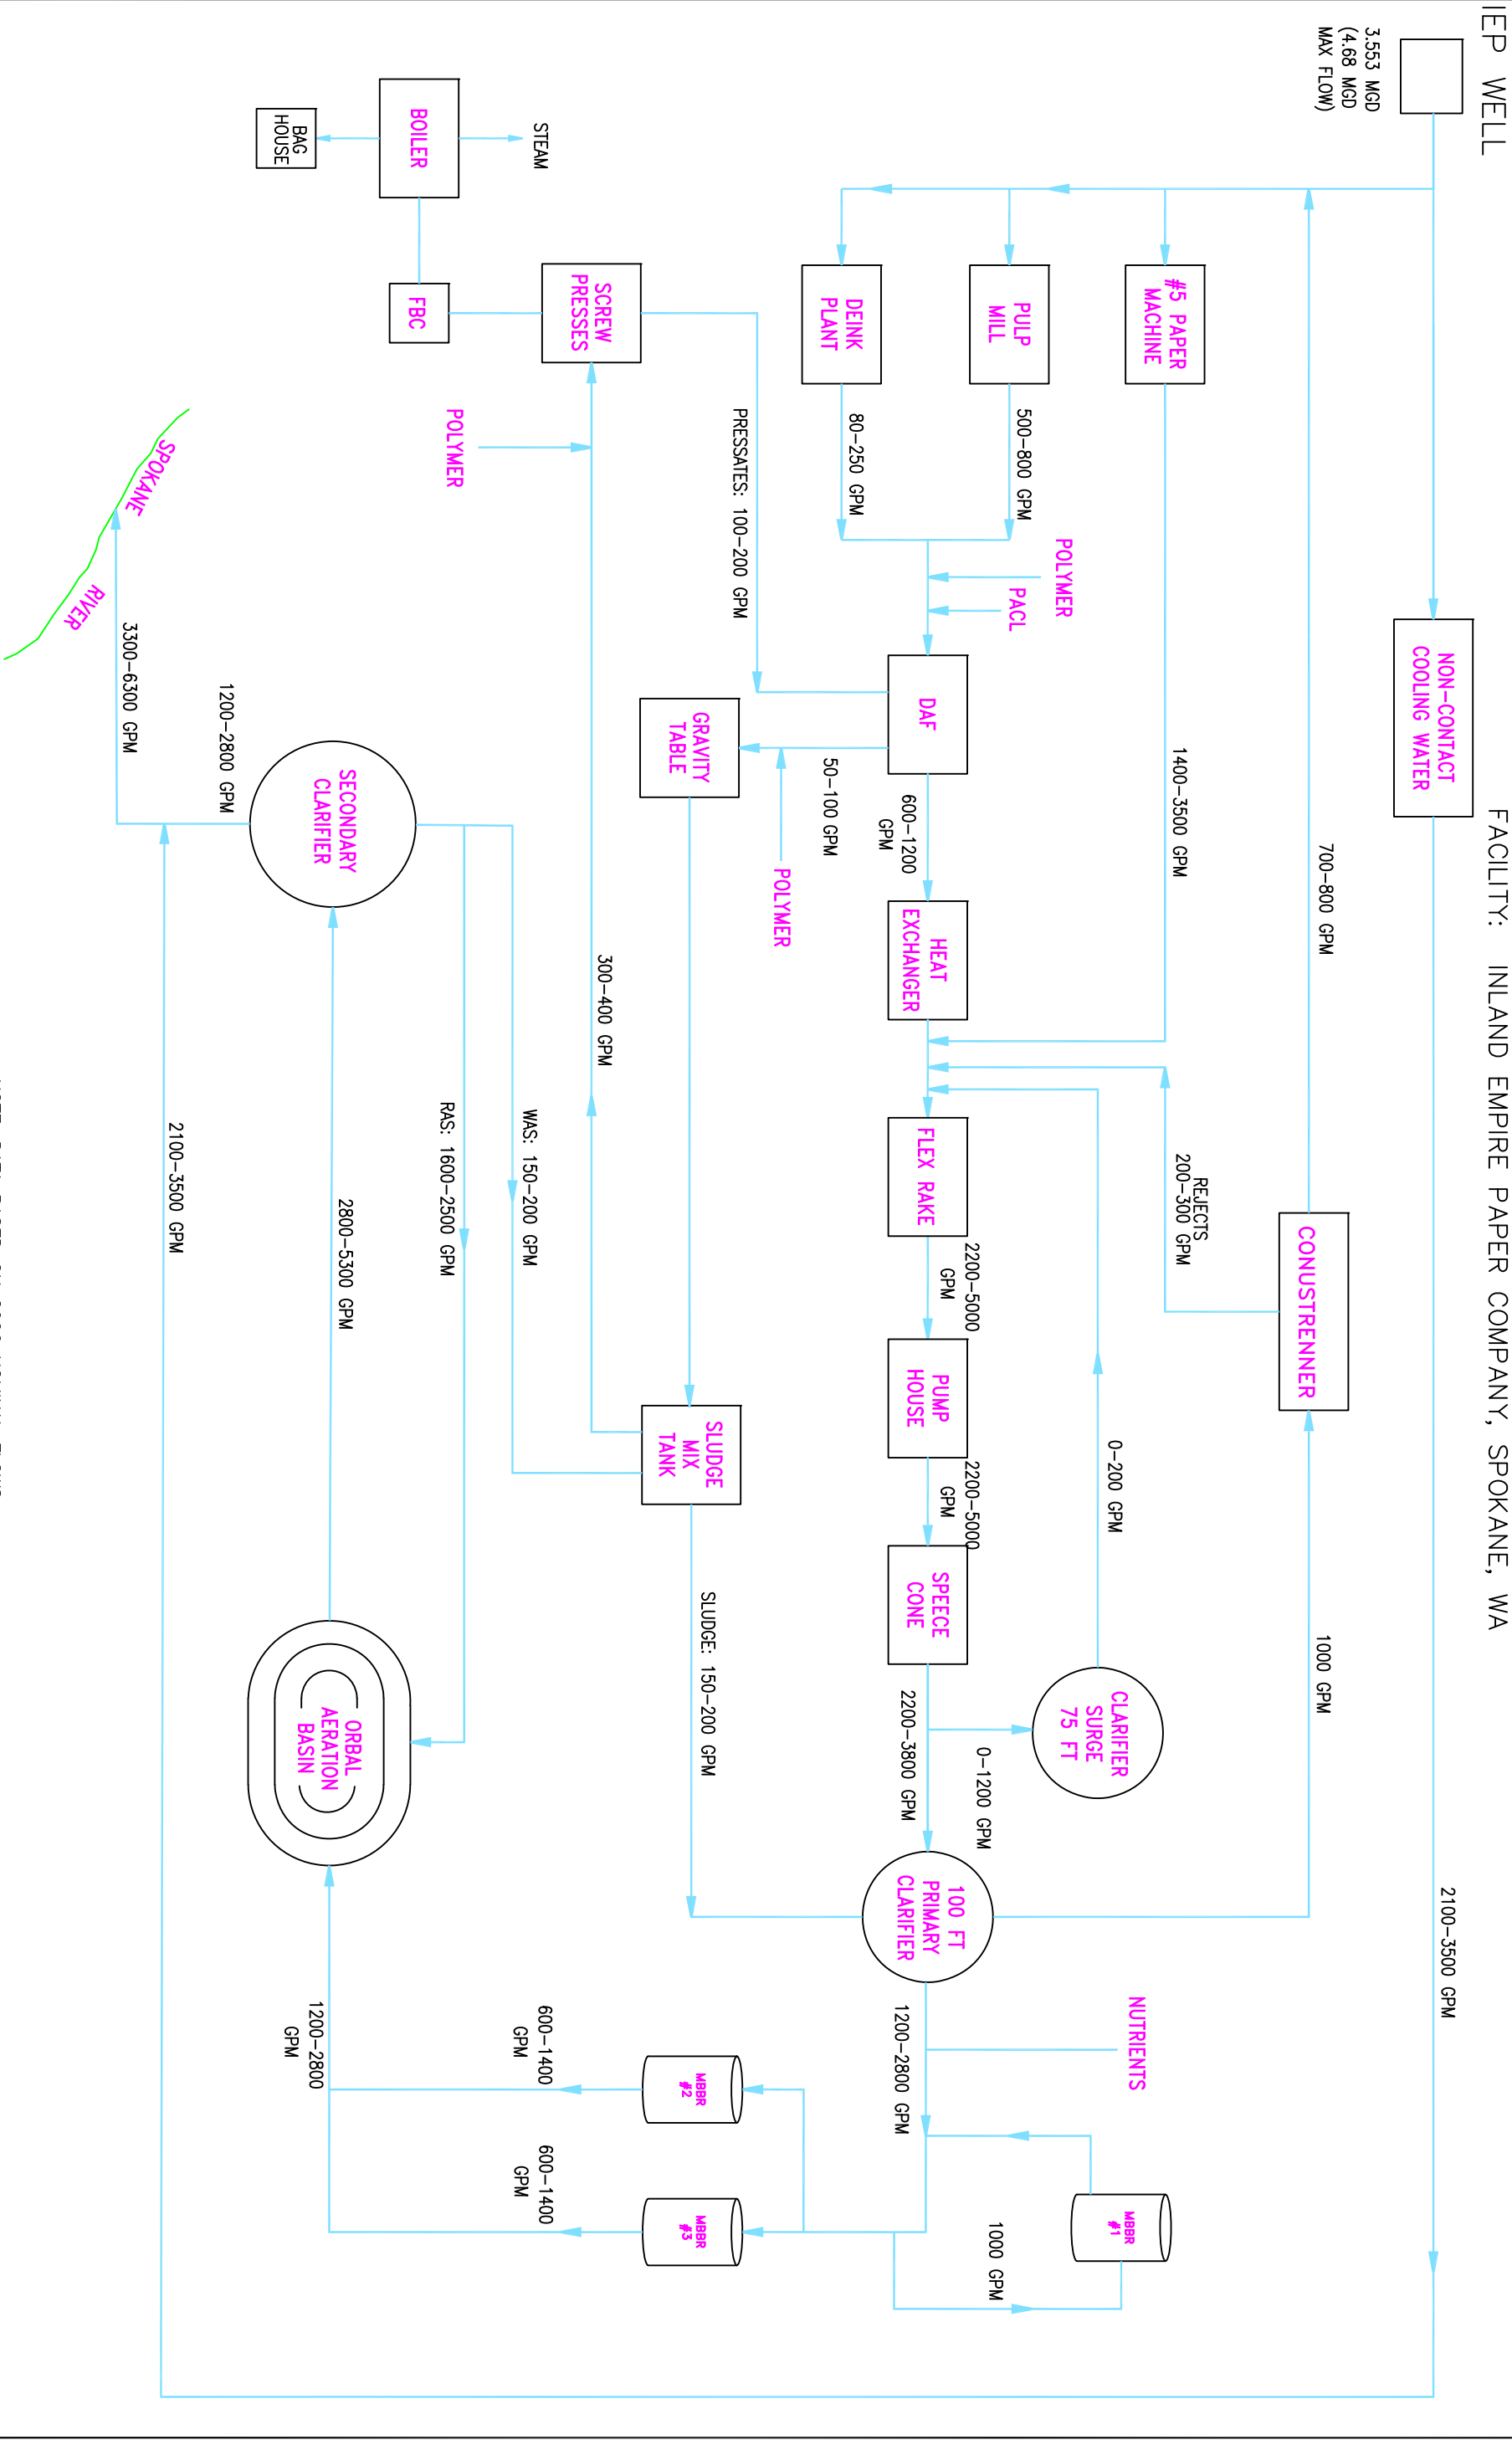 IEP WELL
FACILITY: INLAND EMPIRE PAPER COMPANY, SPOKANE, WA
3.553 MGD
(4.68 MGD
MAX FLOW)
NON-CONTACT
COOLING WATER
2100-3500 GPM
700-800 GPM
CONUSTRENNER
1000 GPM
#5 PAPER
MACHINE
1400-3500 GPM
REJECTS
200-300 GPM
0-200 GPM
CLARIFIER
SURGE
75 FT
NUTRIENTS
MBBR
#1
PULP
MILL
500-800 GPM
POLYMER
PACL
DEINK
PLANT
80-250 GPM
DAF
600-1200
GPM
HEAT
EXCHANGER
FLEX RAKE
2200-5000
GPM
PUMP
HOUSE
2200-5000
GPM
SPEECE
CONE
2200-3800 GPM
0-1200 GPM
100 FT
PRIMARY
CLARIFIER
1200-2800 GPM
1000 GPM
PRESSATES: 100-200 GPM
50-100 GPM
POLYMER
GRAVITY
TABLE
SLUDGE
MIX
TANK
SLUDGE: 150-200 GPM
MBBR
#2
MBBR
#3
STEAM
BOILER
BAG
HOUSE
FBC
SCREW
PRESSES
POLYMER
300-400 GPM
WAS: 150-200 GPM
RAS: 1600-2500 GPM
600-1400
GPM
600-1400
GPM
SECONDARY
CLARIFIER
2800-5300 GPM
ORBAL
AERATION
BASIN
1200-2800
GPM
1200-2800 GPM
SPOKANE
RIVER
3300-6300 GPM
2100-3500 GPM